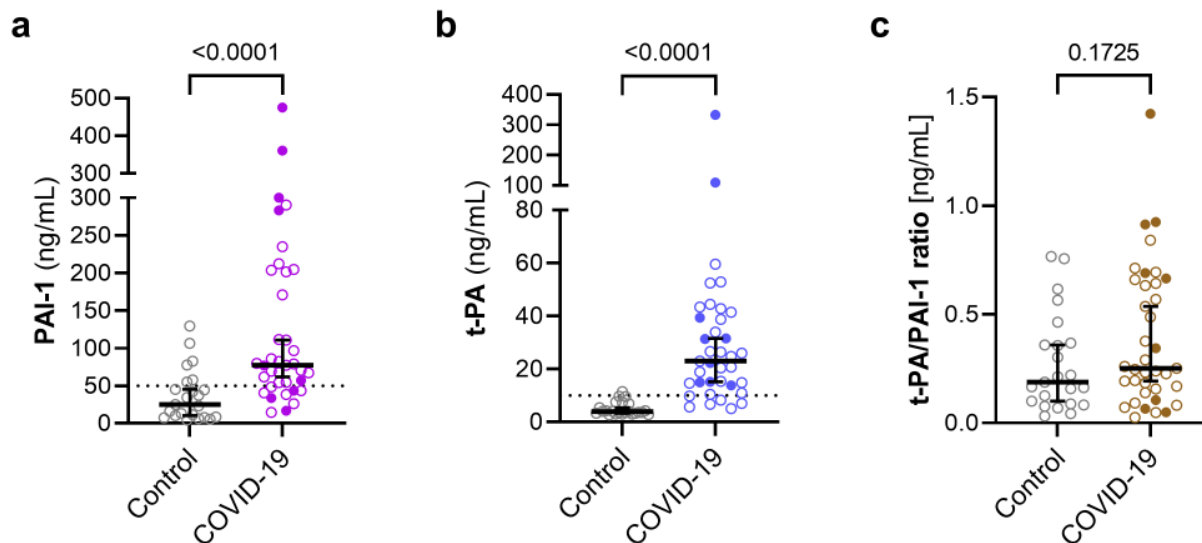 a
<0.0001
PAI-1 (ng/mL)
500
400
300
300
250
200
150
100
50
0
Control
COVID-19
b
<0.0001
t-PA (ng/mL)
400
300
200
100
80
60
40
20
0
Control
COVID-19
c
0.1725
t-PA/PAI-1 ratio [ng/mL]
1.5
1.0
0.5
0.0
Control
COVID-19